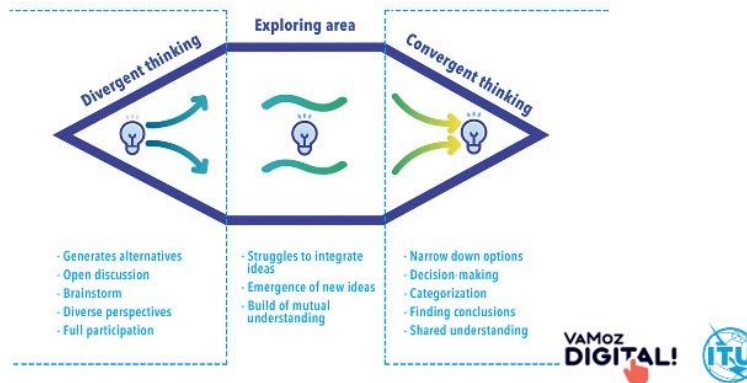 Exploring area
Divergent thinking
Convergent thinking
- Generates alternatives
- Open discussion
- Brainstorm
- Diverse perspectives
- Full participation
- Struggles to integrate
ideas
- Emergence of new ideas
- Build of mutual
understanding
- Narrow down options
- Decision-making
- Categorization
- Finding conclusions
- Shared understanding
VAMOZ
DIGITAL!
ITU